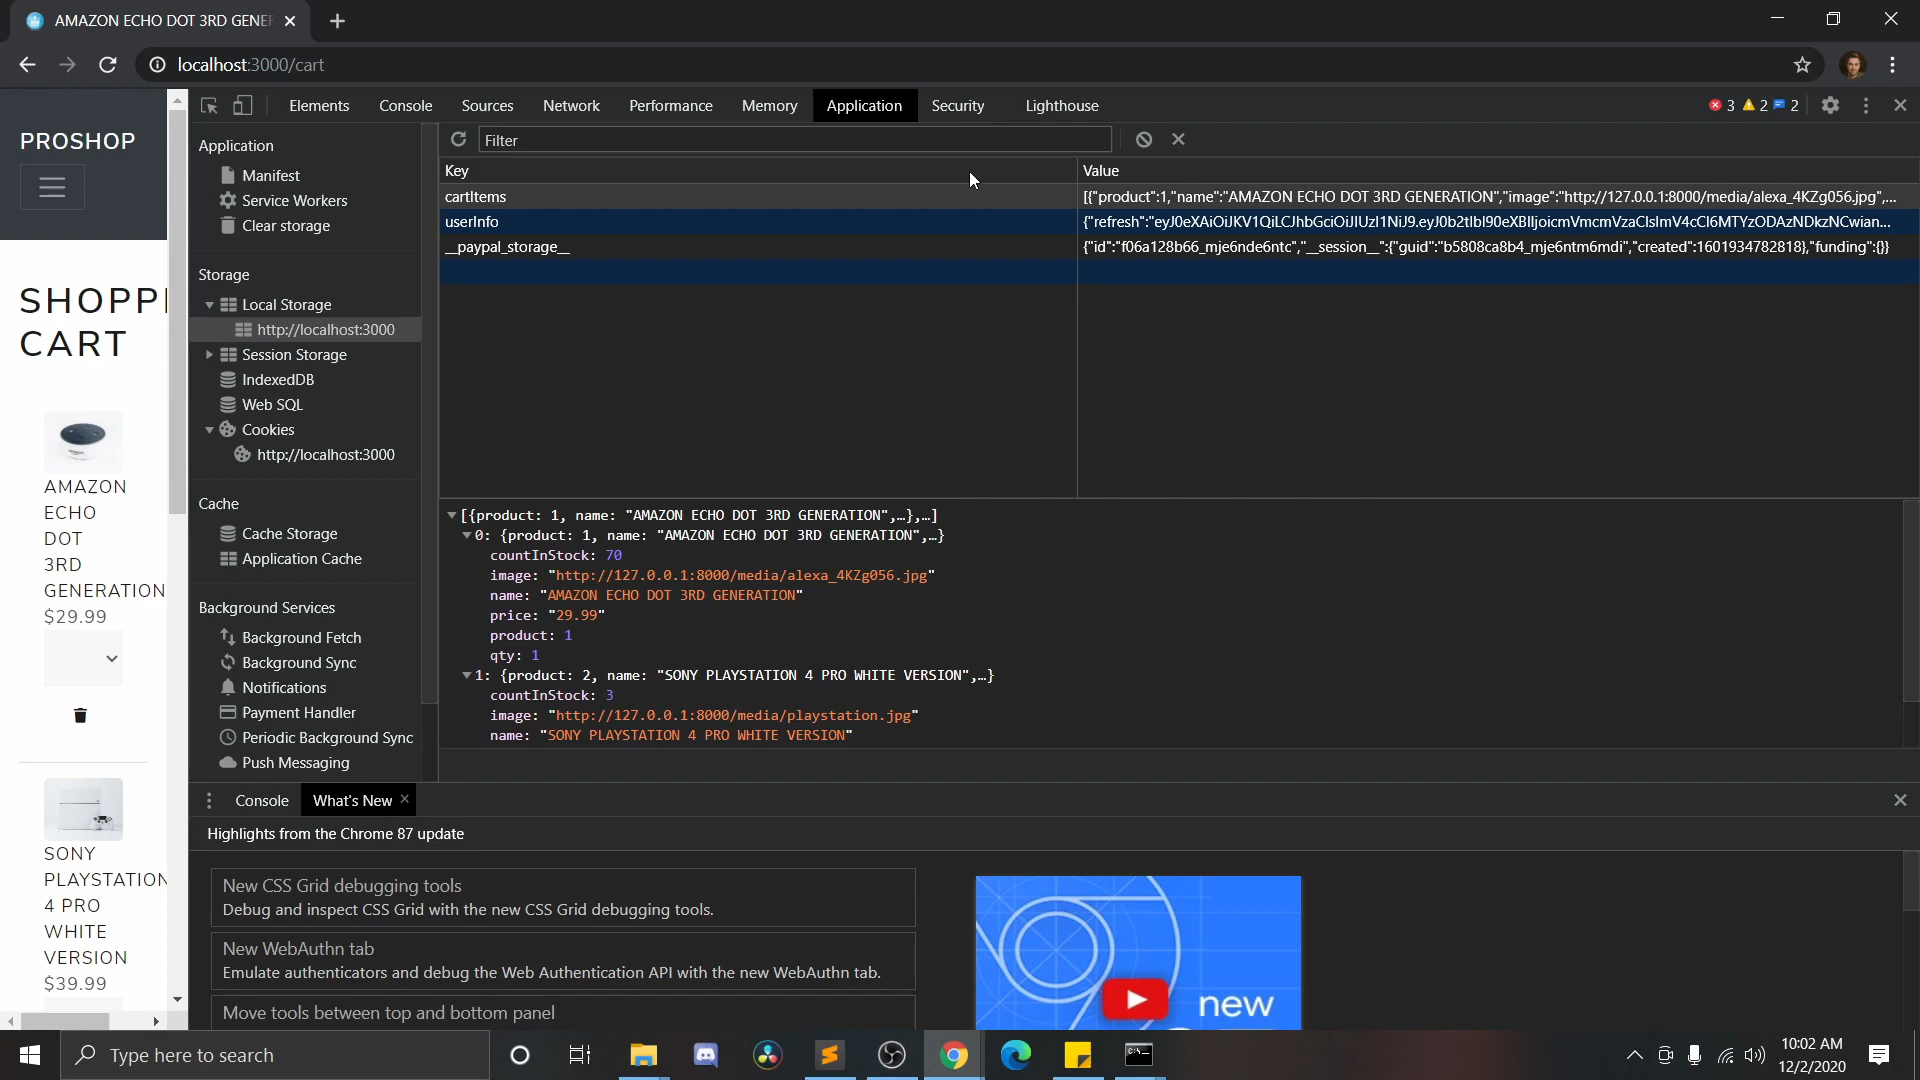 AMAZON ECHO DOT 3RD GENER
localhost:3000/cart
Elements Console Sources Network Performance Memory Application Security Lighthouse 3 2 2
PROSHOP
SHOPPI
CART
AMAZON
ECHO
DOT
3RD
GENERATION
$29.99
SONY
PLAYSTATION
4 PRO
WHITE
VERSION
$39.99
Application
Manifest
Service Workers
Clear storage
Storage
Local Storage
http://localhost:3000
Session Storage
IndexedDB
Web SQL
Cookies
http://localhost:3000
Cache
Cache Storage
Application Cache
Background Services
Background Fetch
Background Sync
Notifications
Payment Handler
Periodic Background Sync
Push Messaging
Filter
Key Value
cartItems [{"product":1,"name":"AMAZON ECHO DOT 3RD GENERATION","image":"http://127.0.0.1:8000/media/alexa_4KZg056.jpg",...
userInfo
__paypal_storage__ {"id":"f06a128b66_mje6nde6ntc","__session__":{"guid":"b5808ca8b4_mje6ntm6mdi","created":1601934782818},"funding":{}}
[{product: 1, name: "AMAZON ECHO DOT 3RD GENERATION",…},…]
0: {product: 1, name: "AMAZON ECHO DOT 3RD GENERATION",…}
countInStock: 70
image: "http://127.0.0.1:8000/media/alexa_4KZg056.jpg"
name: "AMAZON ECHO DOT 3RD GENERATION"
price: "29.99"
product: 1
qty: 1
1: {product: 2, name: "SONY PLAYSTATION 4 PRO WHITE VERSION",…}
countInStock: 3
image: "http://127.0.0.1:8000/media/playstation.jpg"
name: "SONY PLAYSTATION 4 PRO WHITE VERSION"
Console What's New
Highlights from the Chrome 87 update
New CSS Grid debugging tools
Debug and inspect CSS Grid with the new CSS Grid debugging tools.
New WebAuthn tab
Emulate authenticators and debug the Web Authentication API with the new WebAuthn tab.
Move tools between top and bottom panel
new
Type here to search
10:02 AM
12/2/2020